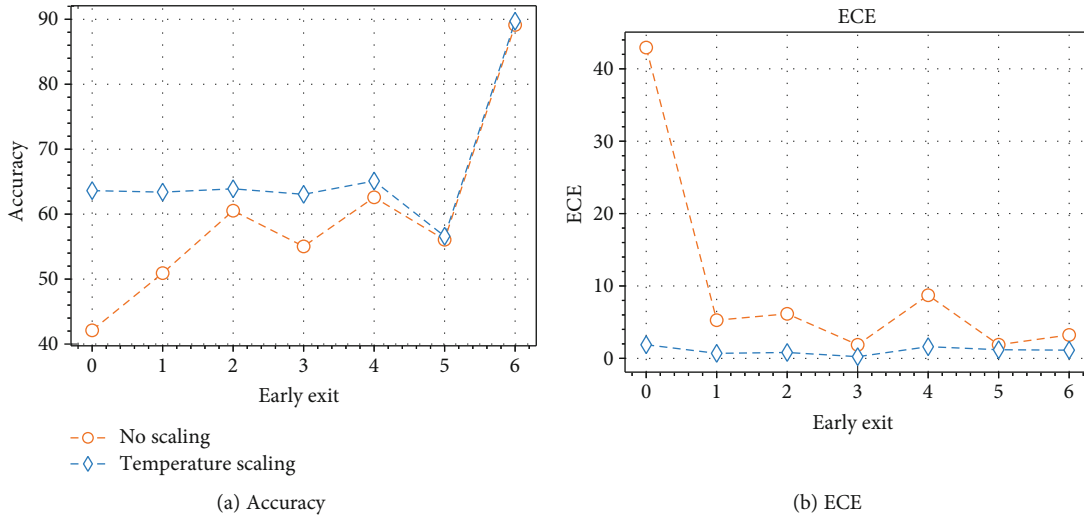 90
80
70
60
50
40
Accuracy
0 1 2 3 4 5 6
Early exit
No scaling
Temperature scaling
(a) Accuracy
ECE
40
30
20
10
0
ECE
0 1 2 3 4 5 6
Early exit
(b) ECE